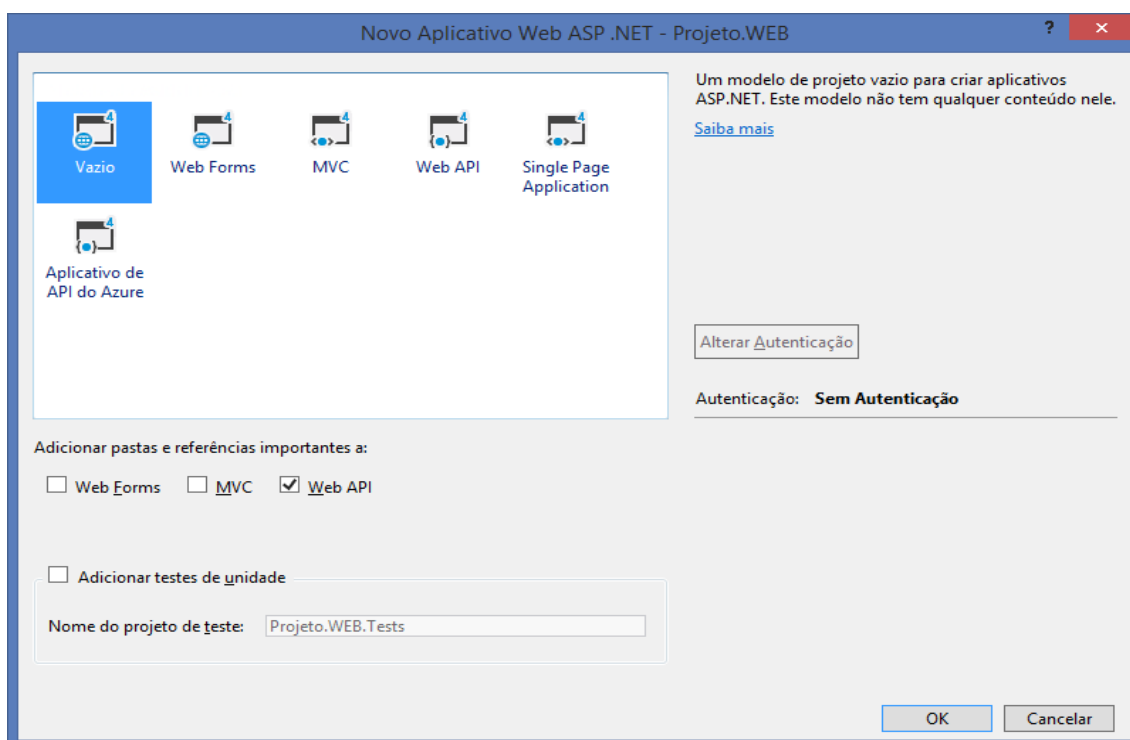 Novo Aplicativo Web ASP .NET - Projeto.WEB
?
×
Um modelo de projeto vazio para criar aplicativos
ASP.NET. Este modelo não tem qualquer conteúdo nele.
Saiba mais
Vazio
Web Forms
MVC
Web API
Single Page
Application
Aplicativo de
API do Azure
Alterar Autenticação
Autenticação: Sem Autenticação
Adicionar pastas e referências importantes a:
Web Forms MVC Web API
Adicionar testes de unidade
Nome do projeto de teste: Projeto.WEB.Tests
OK
Cancelar